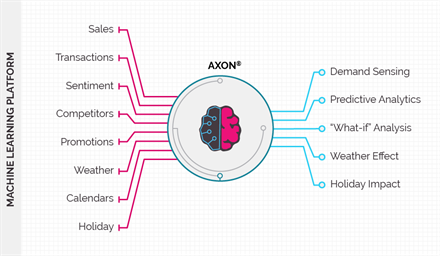 MACHINE LEARNING PLATFORM
Sales
Transactions
Sentiment
Competitors
Promotions
Weather
Calendars
Holiday
AXON®
Demand Sensing
Predictive Analytics
“What-if” Analysis
Weather Effect
Holiday Impact